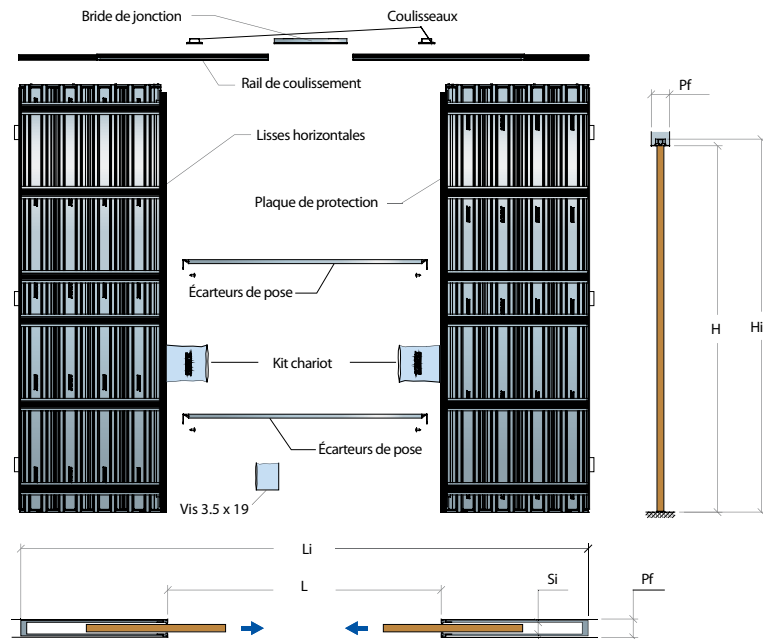 Bride de jonction
Coulisseaux
Rail de coulissement
Pf
Lisses horizontales
Plaque de protection
Écarteurs de pose
H
Hi
Kit chariot
Écarteurs de pose
Vis 3.5 x 19
Li
L
Si
Pf